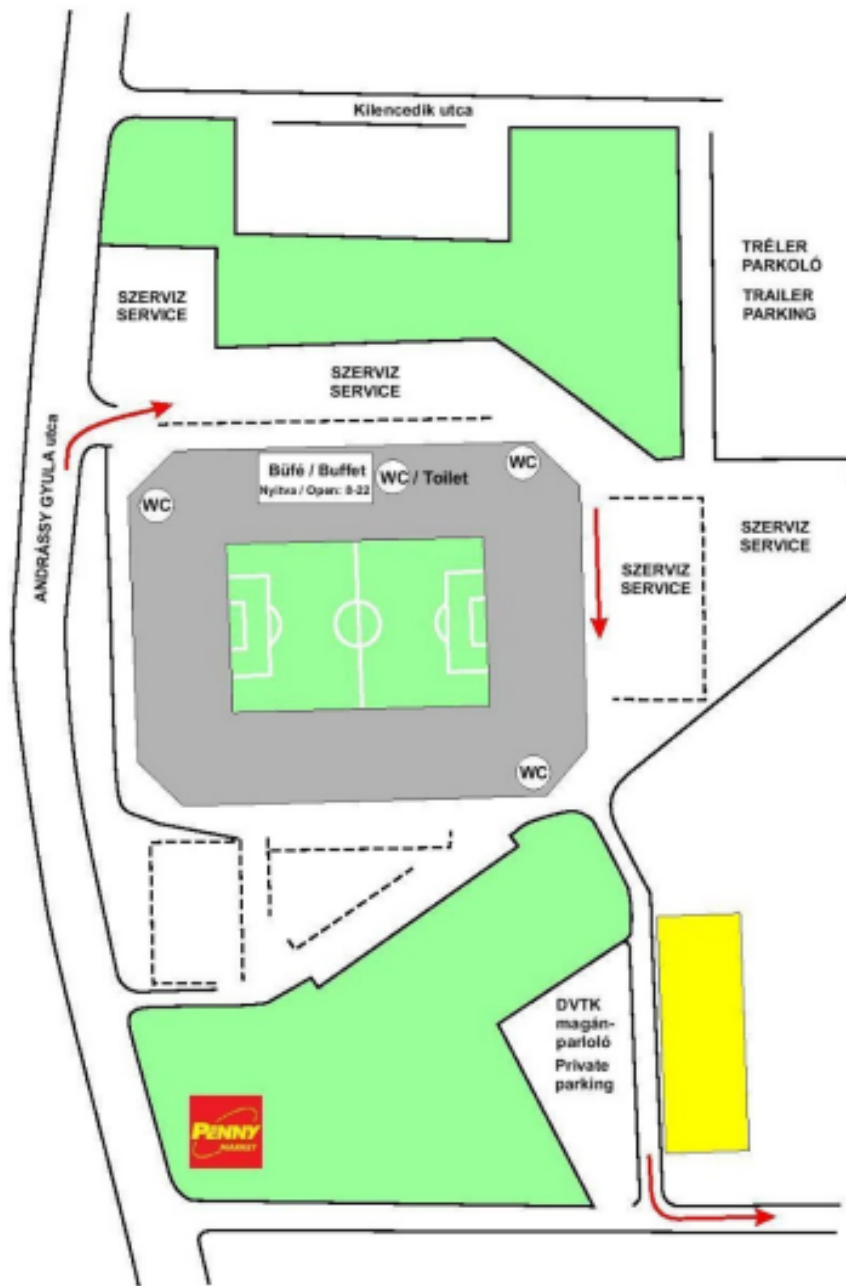 Kilencedik utca
TRÉLER
PARKOLÓ
TRAILER
PARKING
SZERVIZ
SERVICE
SZERVIZ
SERVICE
ANDRÁSSY GYULA utca
Büfé / Buffet
Nyitva / Open: 8-22
WC / Toilet
WC
WC
SZERVIZ
SERVICE
SZERVIZ
SERVICE
WC
DVTK
magán-
parloló
Private
parking
PENNY
MARKET